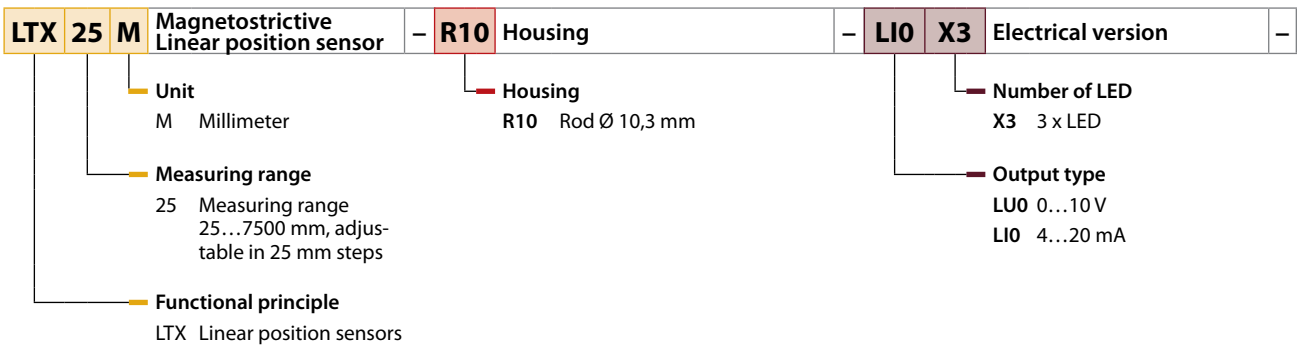 LTX 25 M Magnetostrictive Linear position sensor – R10 Housing – LI0 X3 Electrical version –
Unit
M Millimeter
Measuring range
25 Measuring range
25…7500 mm, adjus-
table in 25 mm steps
Functional principle
LTX Linear position sensors
Housing
R10 Rod Ø 10,3 mm
Number of LED
X3 3 x LED
Output type
LU0 0…10 V
LI0 4…20 mA